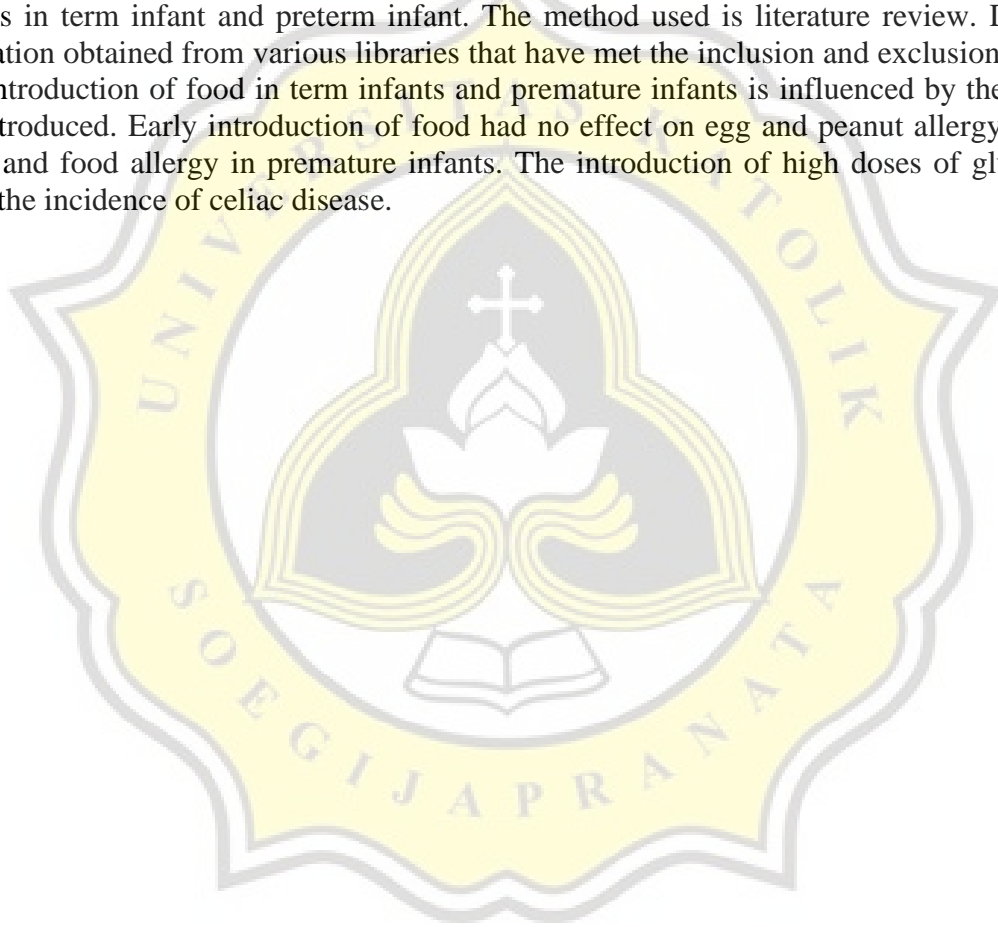 s in term infant and preterm infant. The method used is literature review.
ation obtained from various libraries that have met the inclusion and exclusion
ntroduction of food in term infants and premature infants is influenced by the
troduced. Early introduction of food had no effect on egg and peanut allergy
and food allergy in premature infants. The introduction of high doses of
the incidence of celiac disease.
UNIVERSITAS KATOLIK
SOEGIJAPRANATA